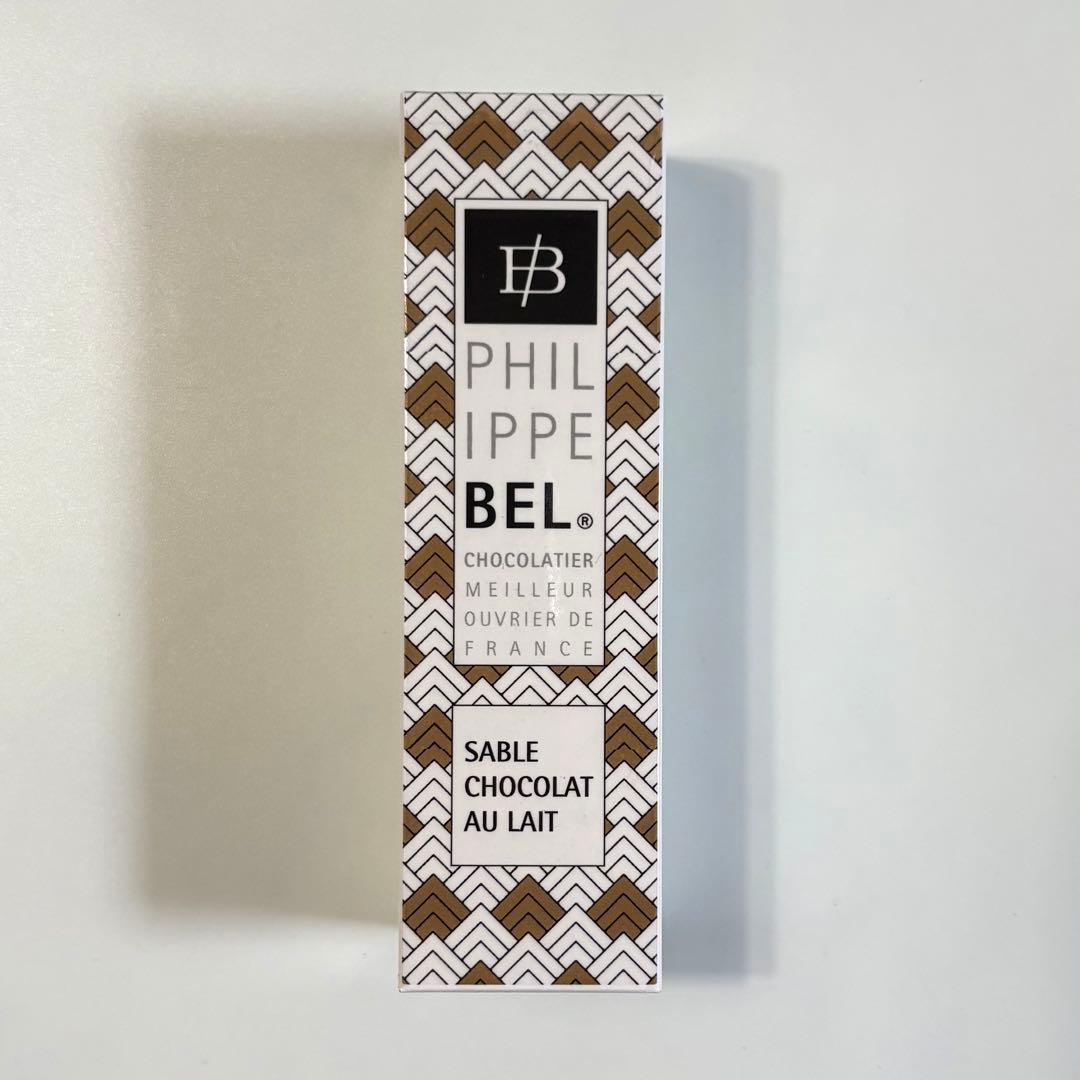 PHIL
IPPE
BEL®
CHOCOLATIER
MEILLEUR
OUVRIER DE
FRANCE
SABLE
CHOCOLAT
AU LAIT